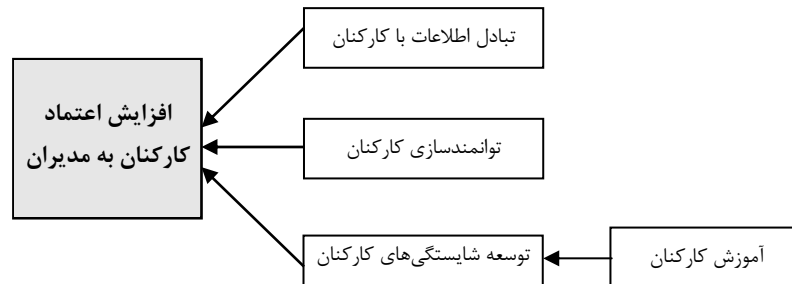 تبادل اطلاعات با کارکنان
افزایش اعتماد
کارکنان به مدیران
توانمندسازی کارکنان
توسعه شایستگی‌های کارکنان
آموزش کارکنان